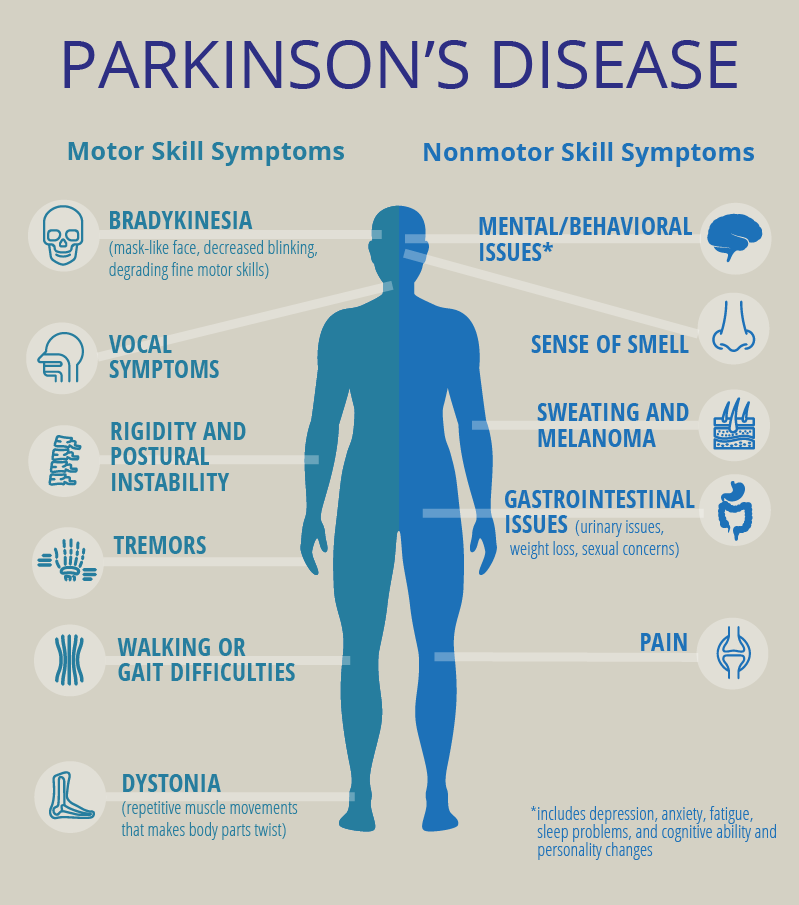 PARKINSON'S DISEASE
Motor Skill Symptoms
BRADYKINESIA
(mask-like face, decreased blinking,
degrading fine motor skills)
VOCAL
SYMPTOMS
RIGIDITY AND
POSTURAL
INSTABILITY
TREMORS
WALKING OR
GAIT DIFFICULTIES
DYSTONIA
(repetitive muscle movements
that makes body parts twist)
Nonmotor Skill Symptoms
MENTAL/BEHAVIORAL
ISSUES*
SENSE OF SMELL
SWEATING AND
MELANOMA
GASTROINTESTINAL
ISSUES (urinary issues,
weight loss, sexual concerns)
PAIN
*includes depression, anxiety, fatigue,
sleep problems, and cognitive ability and
personality changes